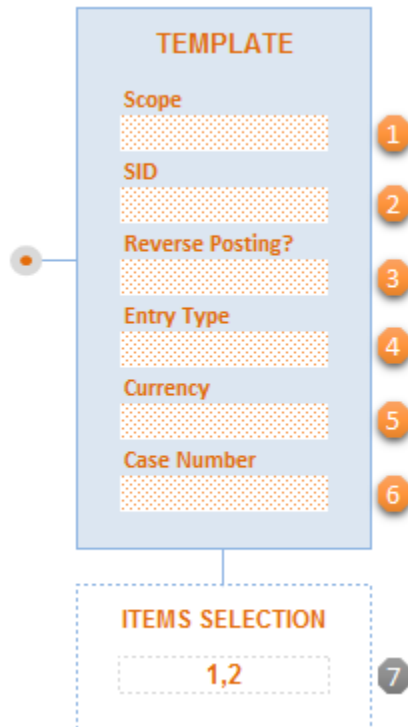 TEMPLATE
Scope
1
SID
2
Reverse Posting?
3
Entry Type
4
Currency
5
Case Number
6
ITEMS SELECTION
1,2
7